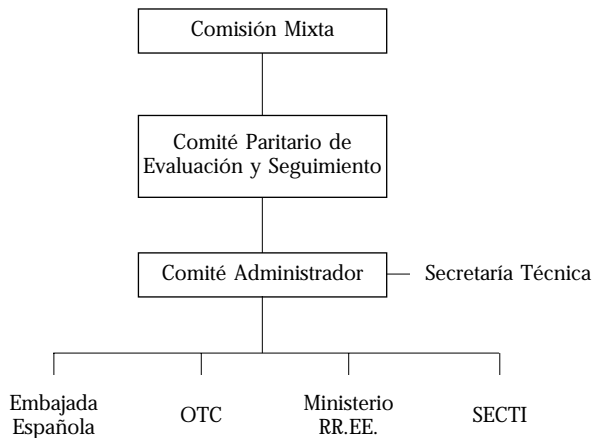 Comisión Mixta
Comité Paritario de
Evaluación y Seguimiento
Comité Administrador
Secretaría Técnica
Embajada
Española
OTC
Ministerio
RR.EE.
SECTI